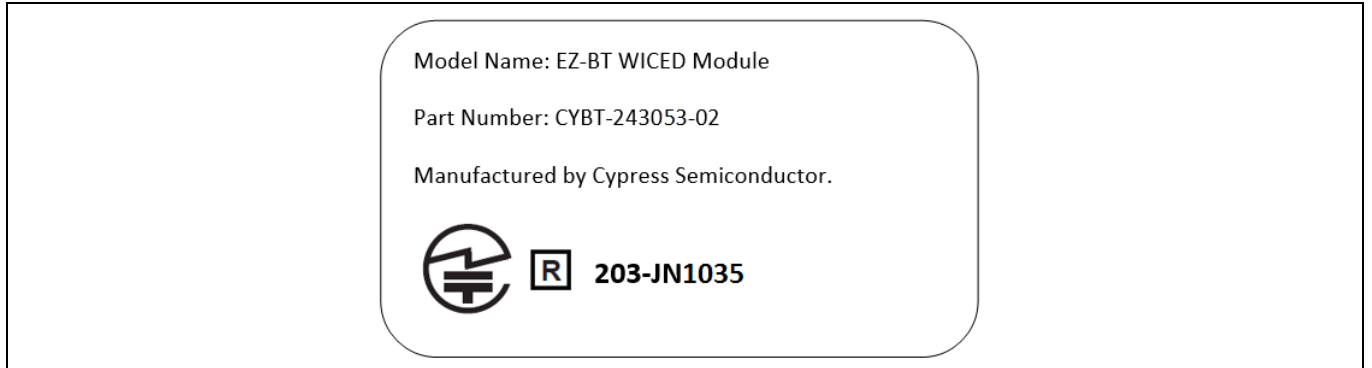 Model Name: EZ-BT WICED Module
Part Number: CYBT-243053-02
Manufactured by Cypress Semiconductor.
R 203-JN1035